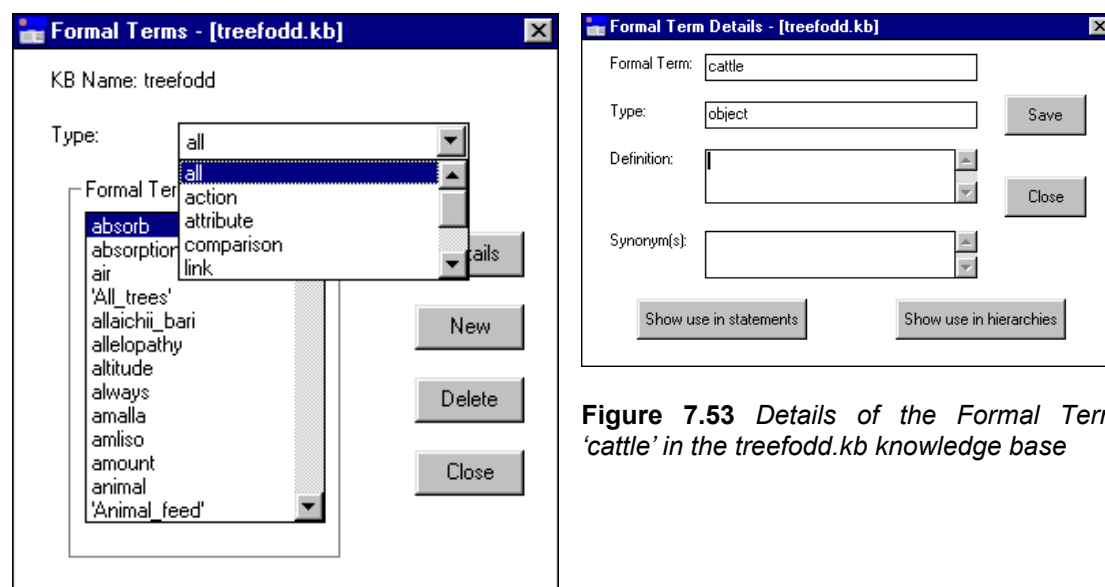 Formal Terms - [treefodd.kb]
KB Name: treefodd
Type:
all
all
action
attribute
comparison
link
Formal Ter
absorb
absorption
air
'All_trees'
allaichii_bari
allelopathy
altitude
always
amalla
amliso
amount
animal
'Animal_feed'
ails
New
Delete
Close
Formal Term Details - [treefodd.kb]
Formal Term: cattle
Type: object
Save
Definition:
Close
Synonym(s):
Show use in statements Show use in hierarchies
Figure 7.53 Details of the Formal Term
'cattle' in the treefodd.kb knowledge base